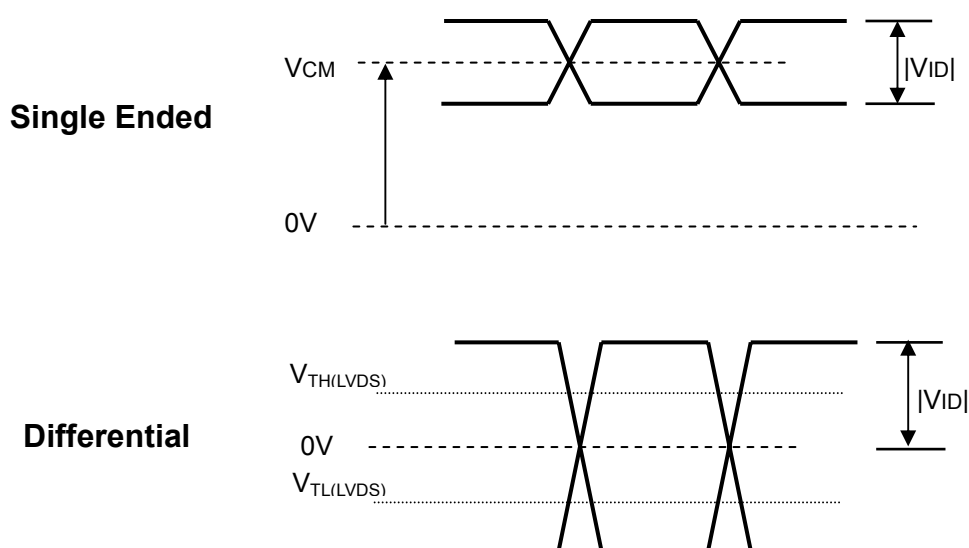 VCM
|VID|
Single Ended
0V
VTH(LVDS)
|VID|
Differential
0V
VTL(LVDS)